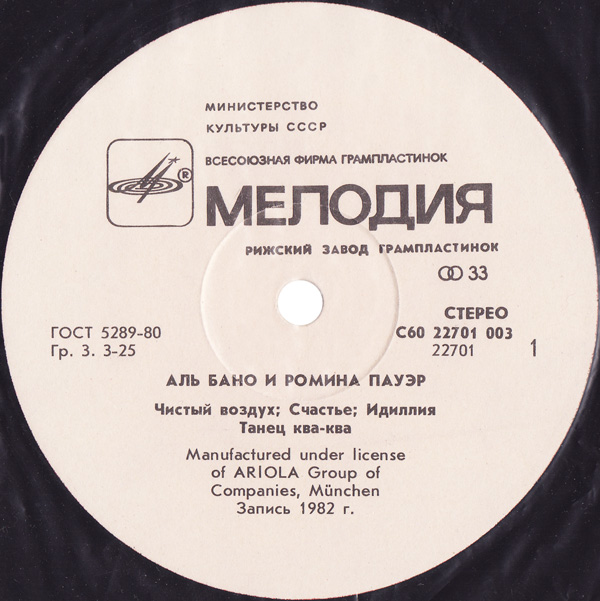 МИНИСТЕРСТВО
КУЛЬТУРЫ СССР
ВСЕСОЮЗНАЯ ФИРМА ГРАМПЛАСТИНОК
®
МЕЛОДИЯ
РИЖСКИЙ ЗАВОД ГРАМПЛАСТИНОК
33
СТЕРЕО
ГОСТ 5289-80
С60 22701 003
Гр. 3. 3-25
22701
1
АЛЬ БАНО И РОМИНА ПАУЭР
Чистый воздух; Счастье; Идиллия
Танец ква-ква
Manufactured under license
of ARIOLA Group of
Companies, München
Запись 1982 г.